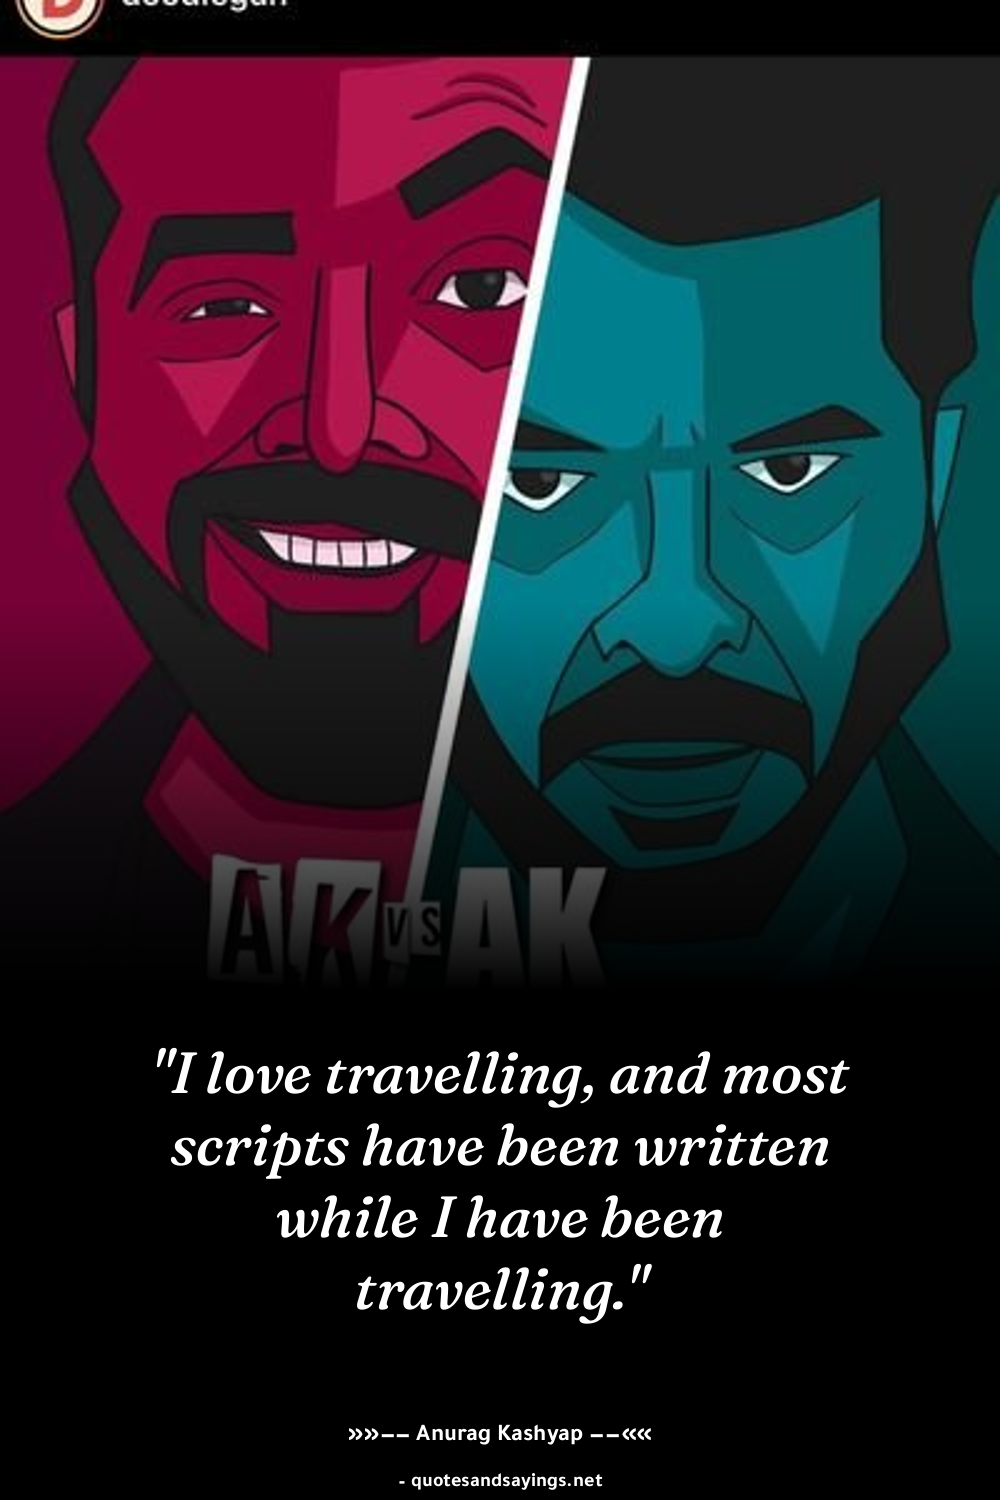 AK VS AK
"I love travelling, and most
scripts have been written
while I have been
travelling."
»»−− Anurag Kashyap −−««
- quotesandsayings.net